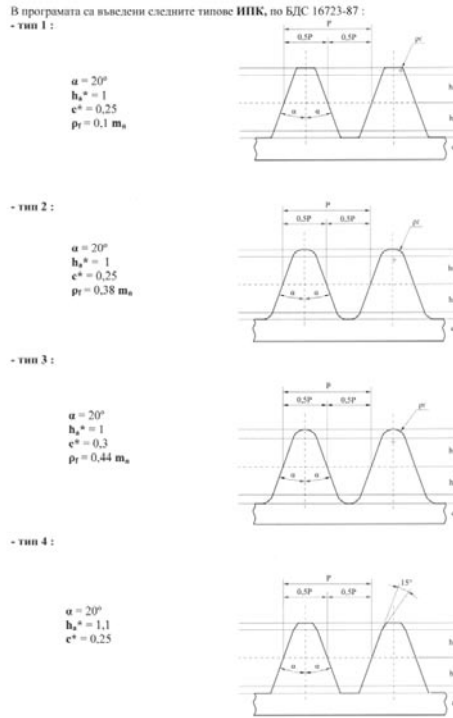 В програмата са въведени следните типове ИПК, по БДС 16723-87 :
- тип 1 :
α = 20°
hₐ* = 1
c* = 0,25
ρf = 0,1 mₙ
P
0,5P 0,5P
ρf
α α
h
h
- тип 2 :
α = 20°
hₐ* = 1
c* = 0,25
ρf = 0,38 mₙ
P
0,5P 0,5P
ρf
α α
h
h
- тип 3 :
α = 20°
hₐ* = 1
c* = 0,3
ρf = 0,44 mₙ
P
0,5P 0,5P
ρf
α α
h
h
- тип 4 :
α = 20°
hₐ* = 1,1
c* = 0,25
P
0,5P 0,5P
15°
α α
h
h